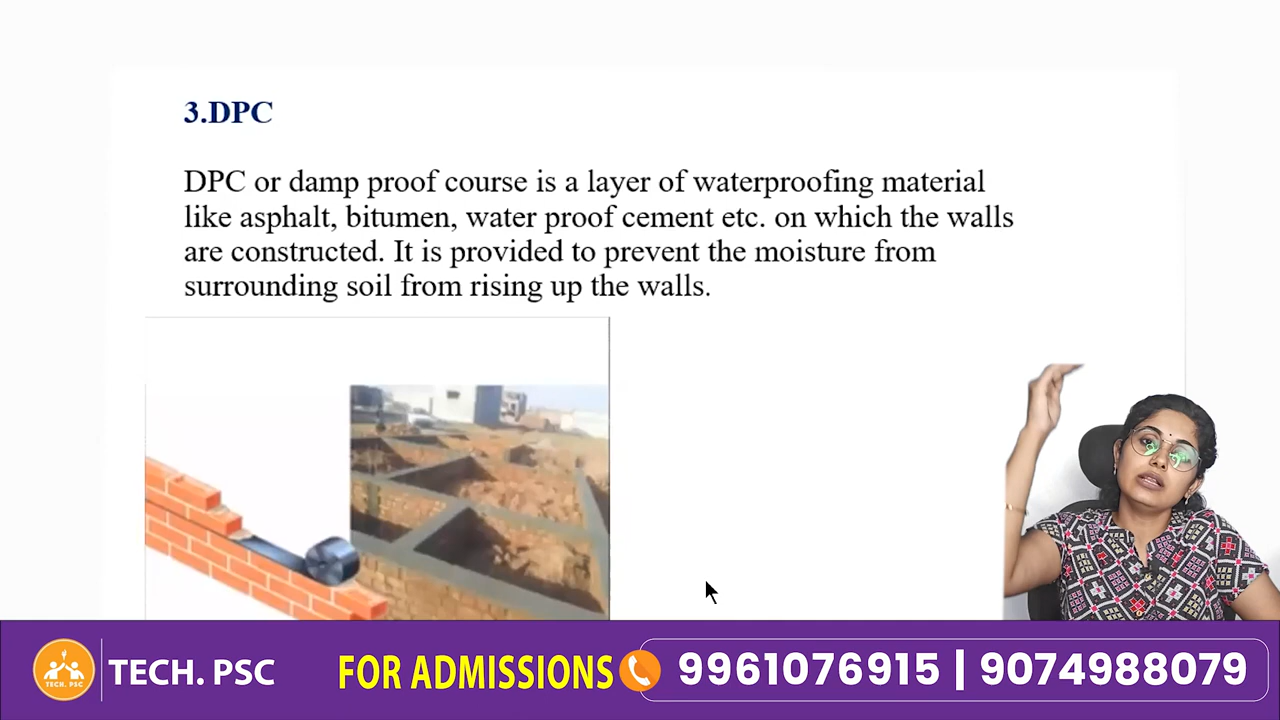 3.DPC
DPC or damp proof course is a layer of waterproofing material
like asphalt, bitumen, water proof cement etc. on which the walls
are constructed. It is provided to prevent the moisture from
surrounding soil from rising up the walls.
TECH. PSC
TECH. PSC
FOR ADMISSIONS
9961076915 | 9074988079